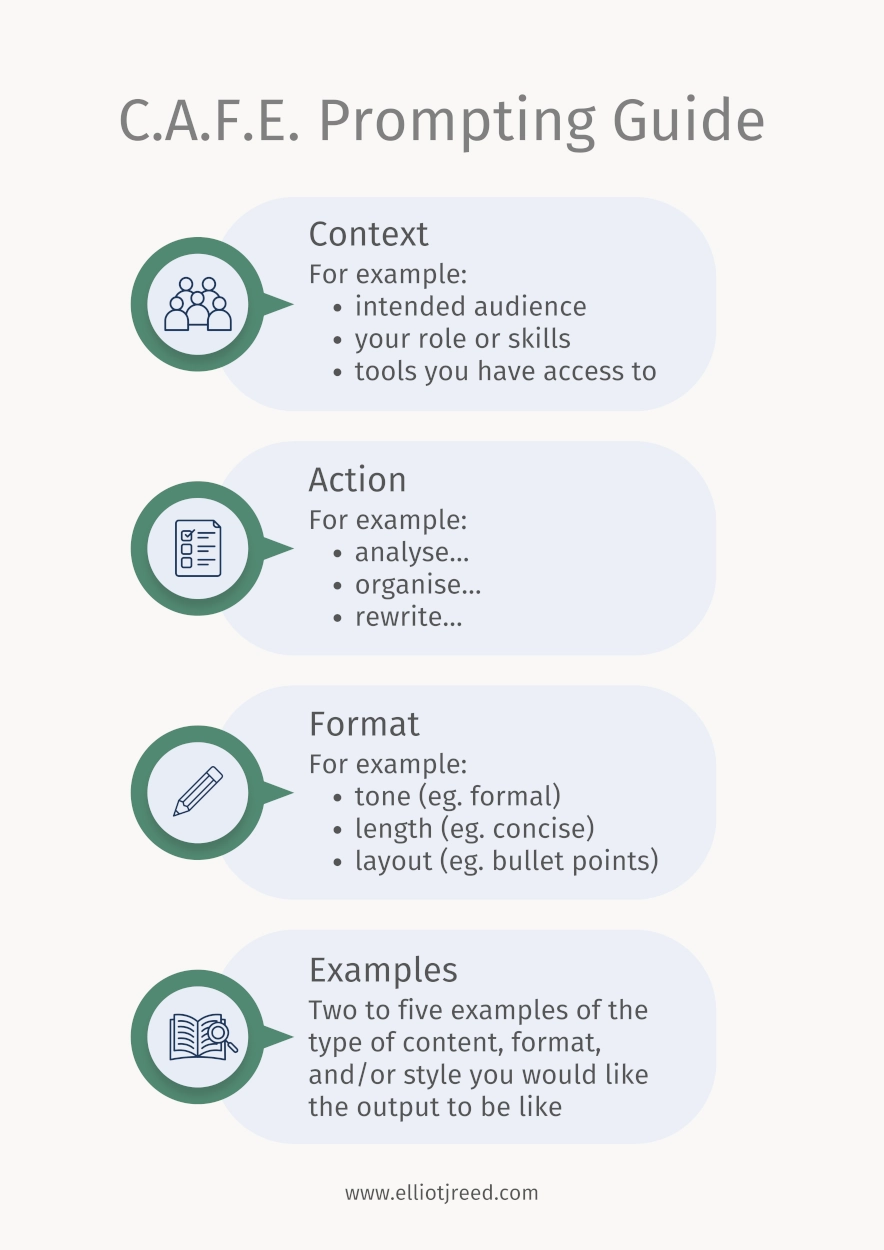 C.A.F.E. Prompting Guide
Context
For example:
• intended audience
• your role or skills
• tools you have access to
Action
For example:
• analyse...
• organise...
• rewrite...
Format
For example:
• tone (eg. formal)
• length (eg. concise)
• layout (eg. bullet points)
Examples
Two to five examples of the
type of content, format,
and/or style you would like
the output to be like
www.elliotjreed.com